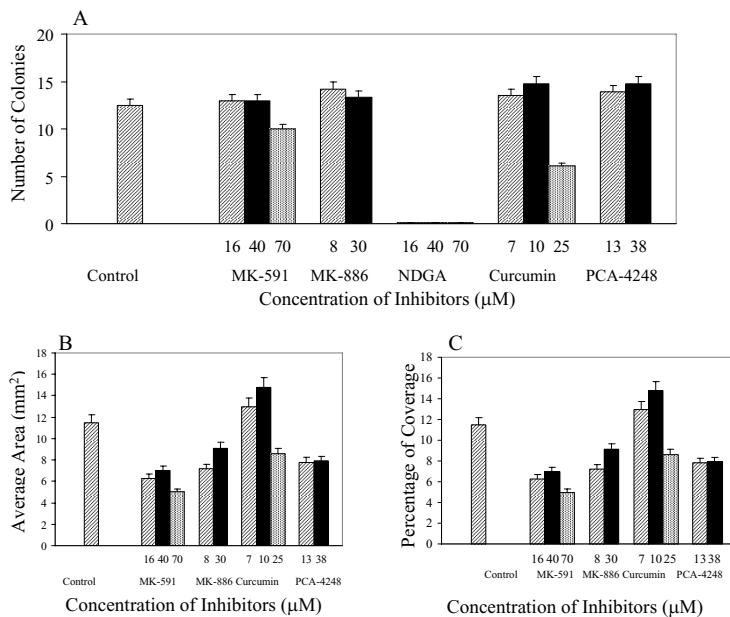 A
Number of Colonies
20
15
10
5
0
16 40 70 8 30 16 40 70 7 10 25 13 38
Control MK-591 MK-886 NDGA Curcumin PCA-4248
Concentration of Inhibitors (μM)
B
Average Area (mm²)
18
16
14
12
10
8
6
4
2
0
16 40 70 8 30 7 10 25 13 38
Control MK-591 MK-886 Curcumin PCA-4248
Concentration of Inhibitors (μM)
C
Percentage of Coverage
18
16
14
12
10
8
6
4
2
0
16 40 70 8 30 7 10 25 13 38
Control MK-591 MK-886 Curcumin PCA-4248
Concentration of Inhibitors (μM)